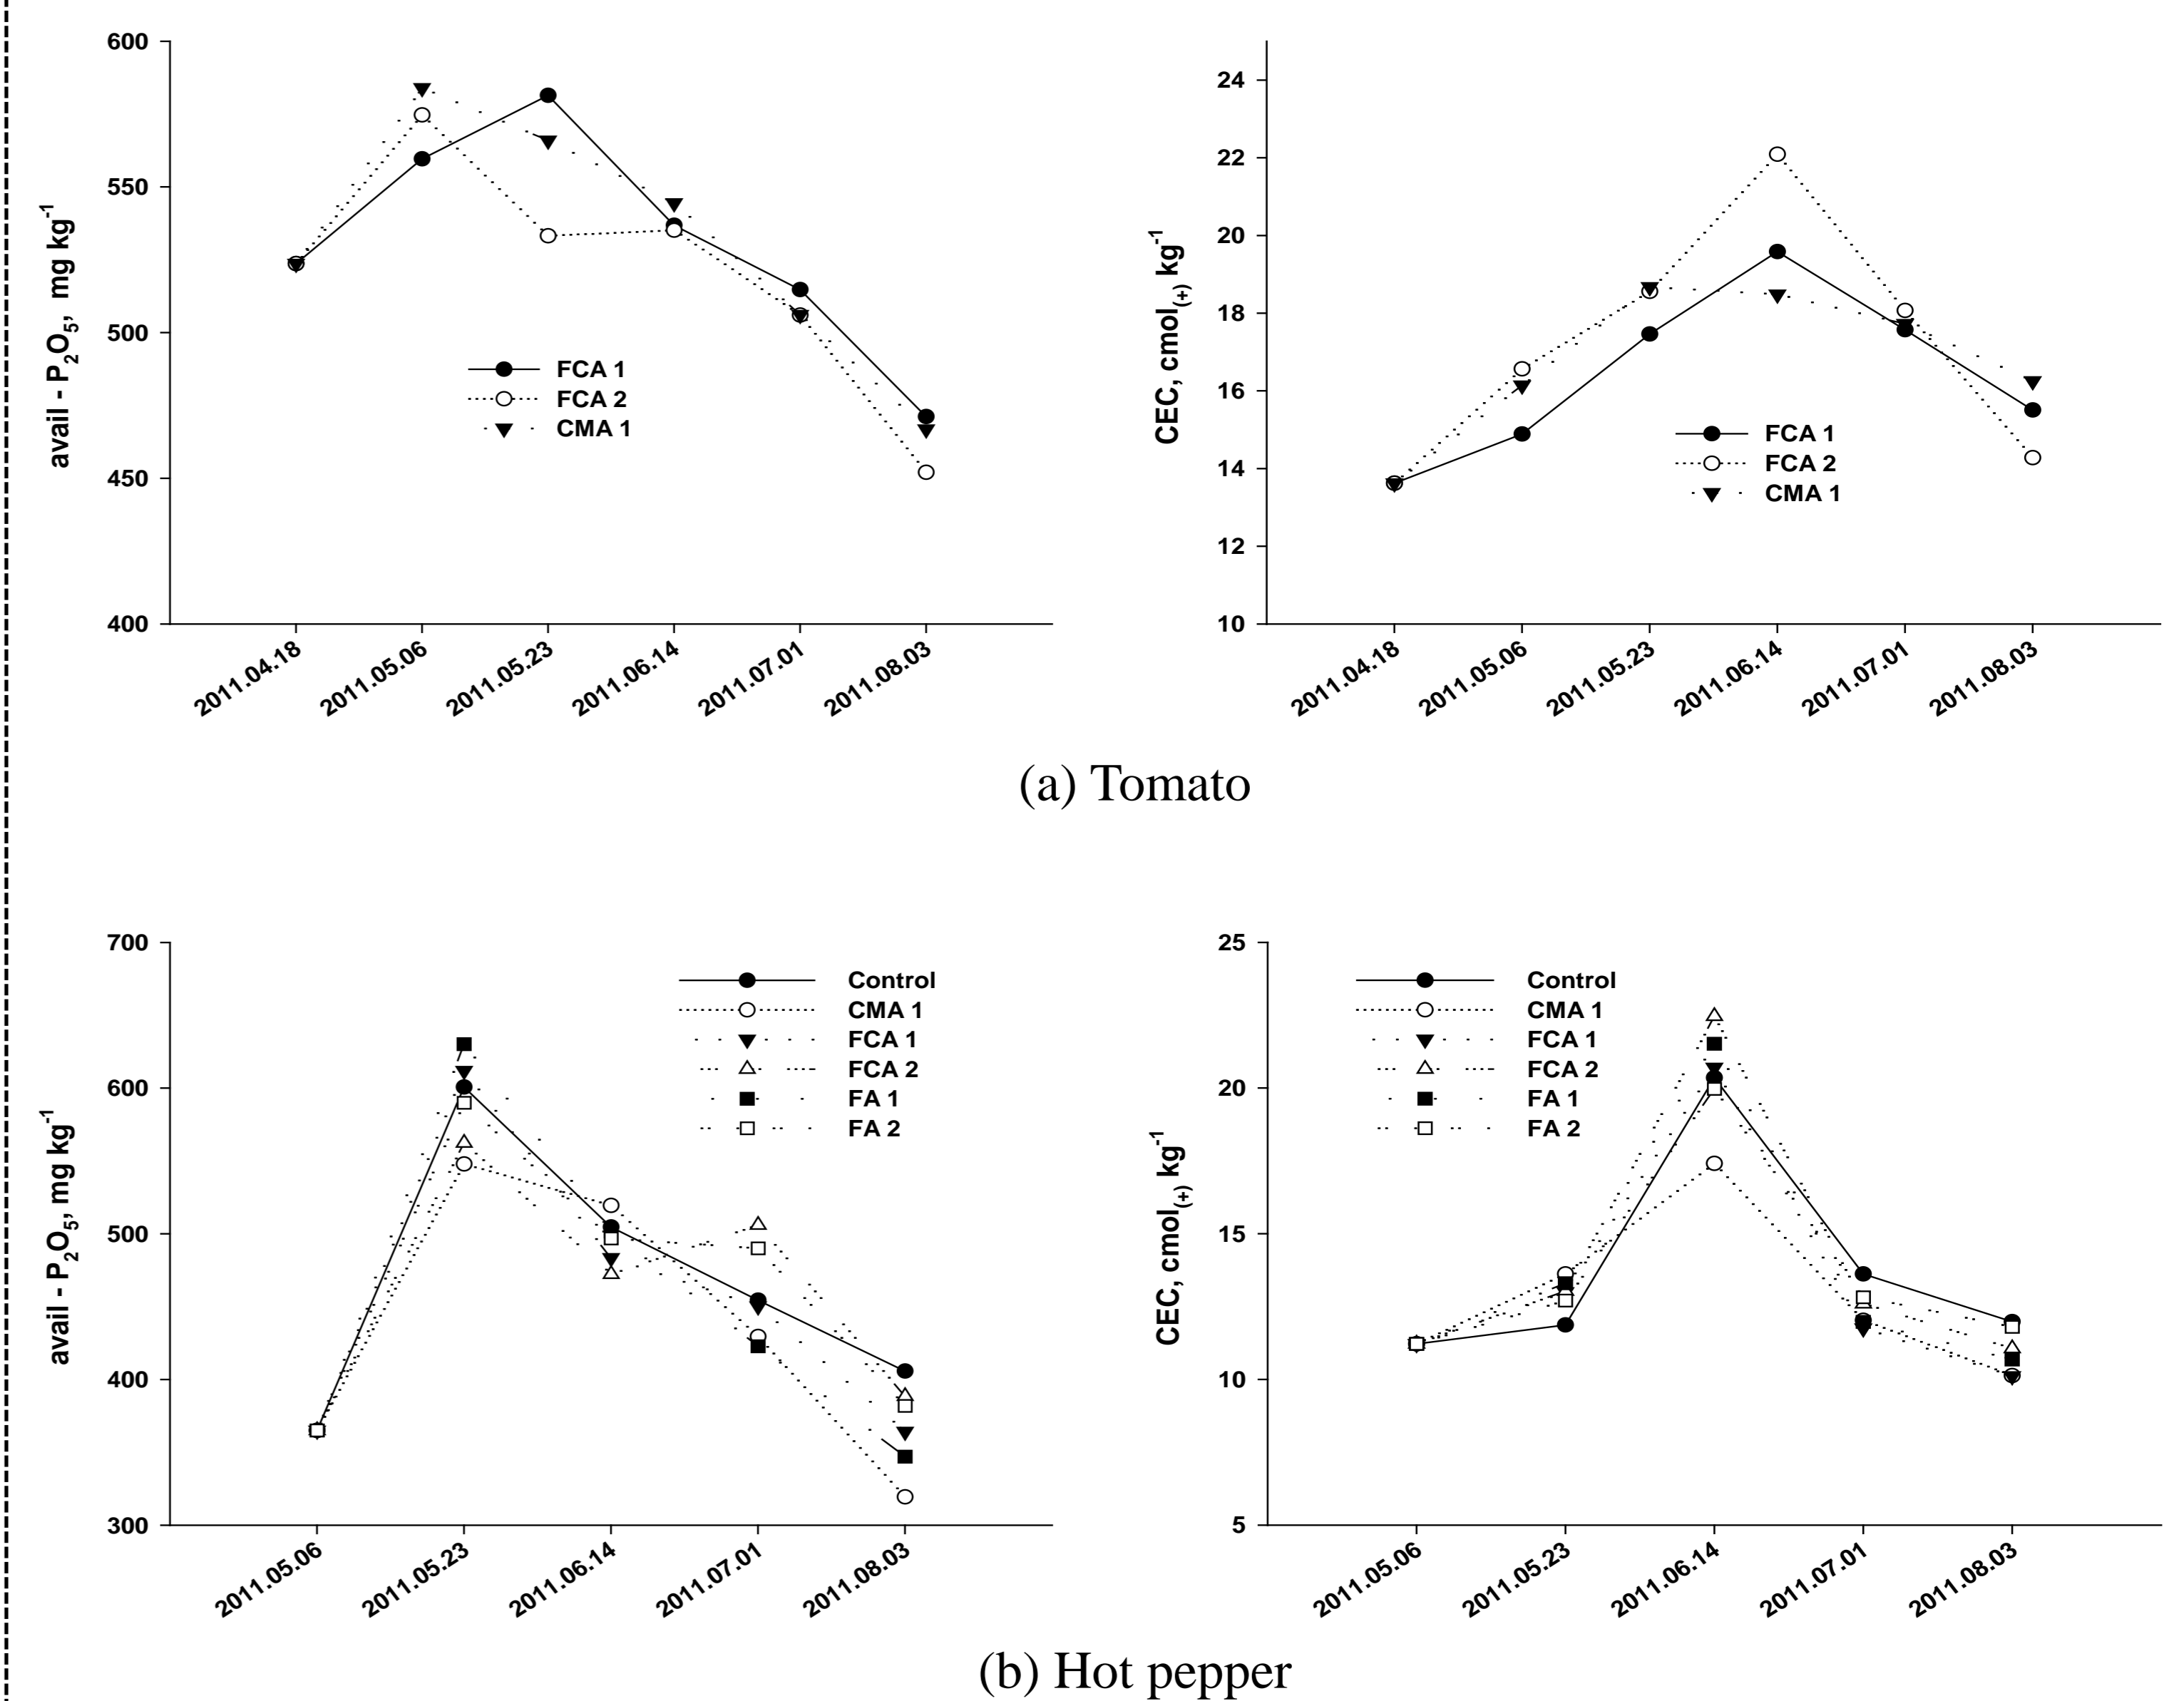 600
550
500
450
400
avail - P2O5, mg kg-1
FCA 1
FCA 2
CMA 1
2011.04.18
2011.05.06
2011.05.23
2011.06.14
2011.07.01
2011.08.03
24
22
20
18
16
14
12
10
CEC, cmol(+) kg-1
FCA 1
FCA 2
CMA 1
2011.04.18
2011.05.06
2011.05.23
2011.06.14
2011.07.01
2011.08.03
(a) Tomato
700
600
500
400
300
avail - P2O5, mg kg-1
Control
CMA 1
FCA 1
FCA 2
FA 1
FA 2
2011.05.06
2011.05.23
2011.06.14
2011.07.01
2011.08.03
25
20
15
10
5
CEC, cmol(+) kg-1
Control
CMA 1
FCA 1
FCA 2
FA 1
FA 2
2011.05.06
2011.05.23
2011.06.14
2011.07.01
2011.08.03
(b) Hot pepper